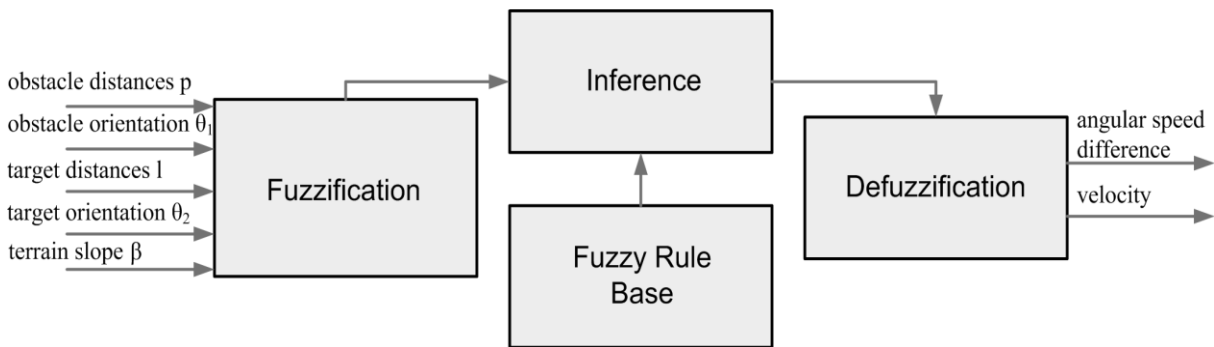 obstacle distances p
obstacle orientation θ₁
target distances l
target orientation θ₂
terrain slope β
Fuzzification
Inference
Fuzzy Rule
Base
Defuzzification
angular speed
difference
velocity